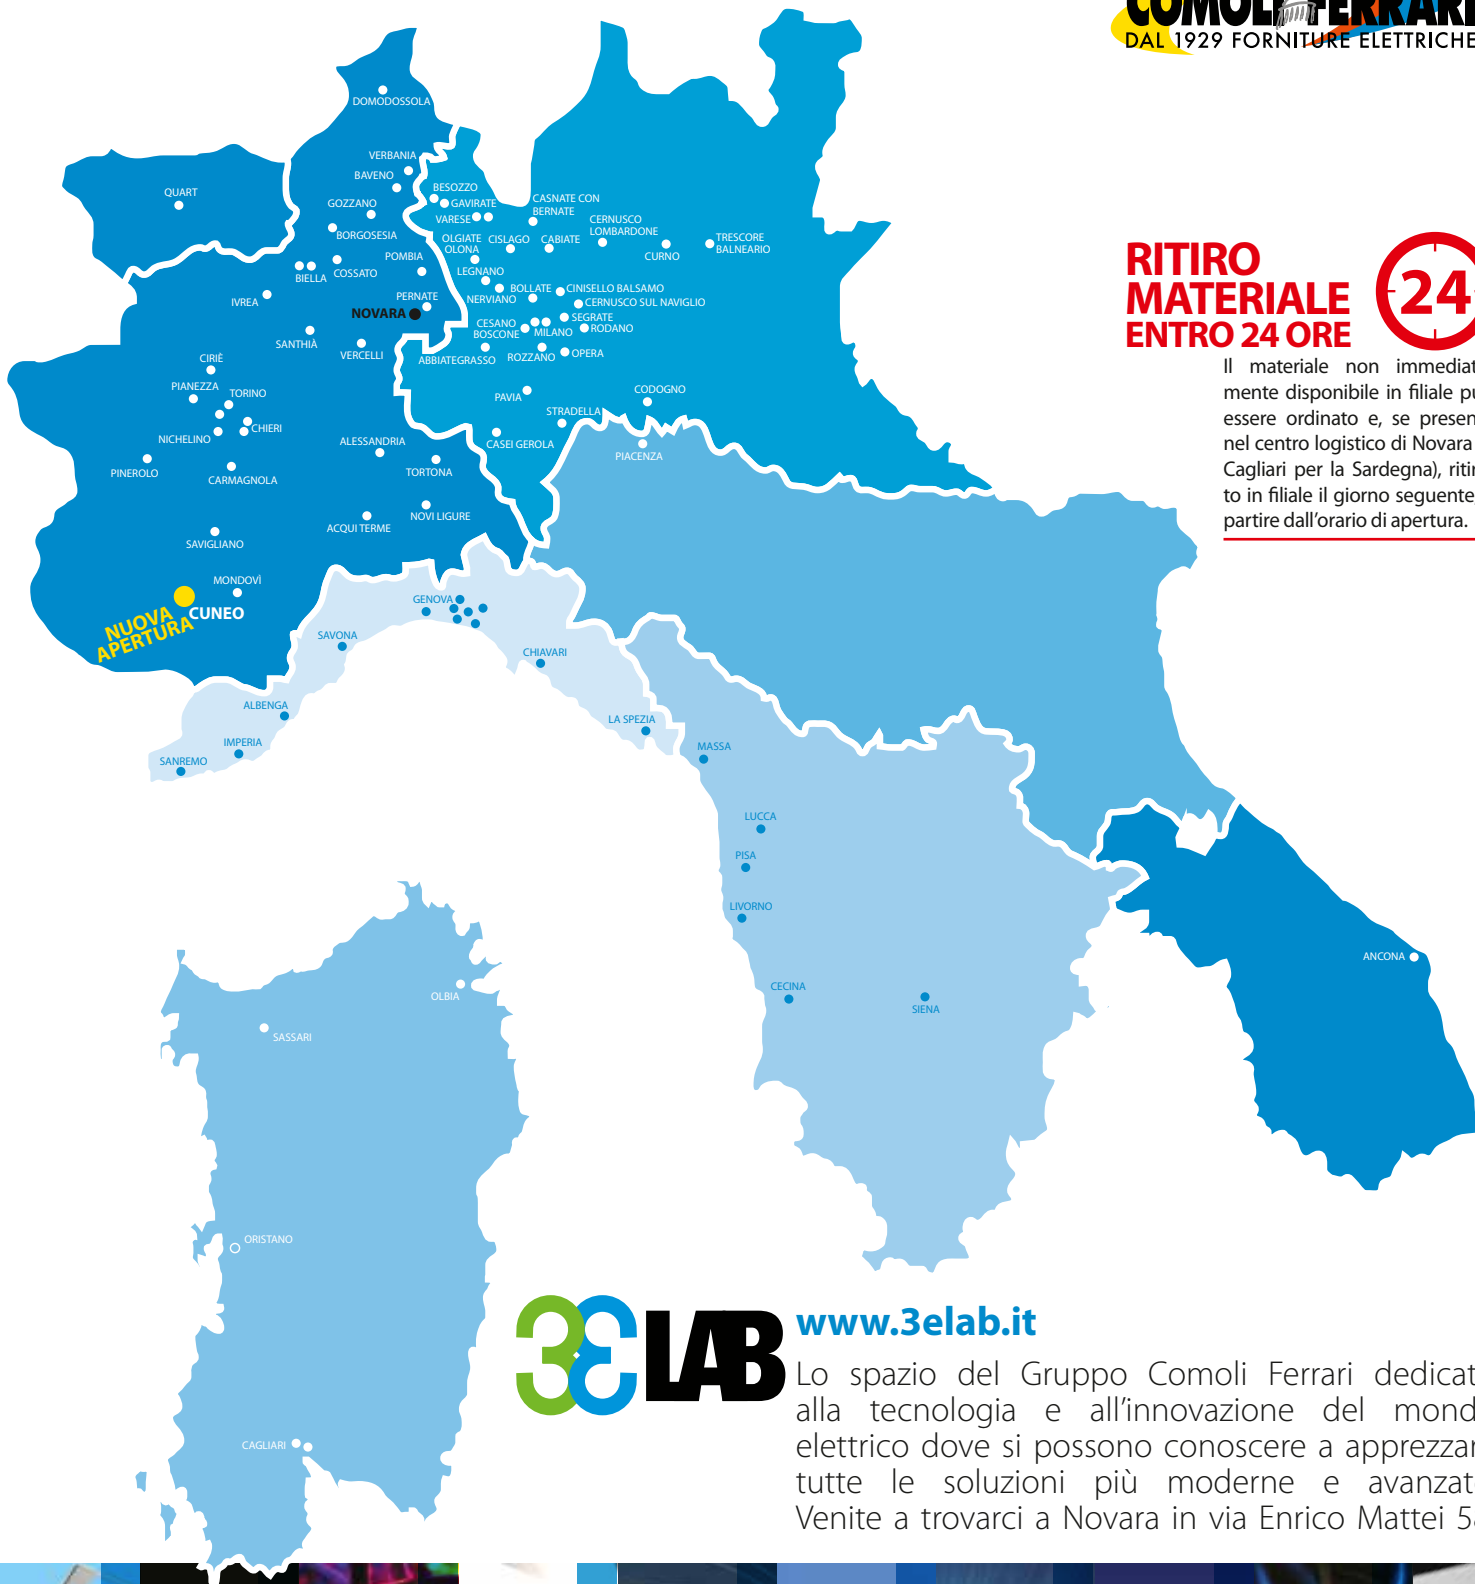 COMOLI FERRARI
DAL 1929 FORNITURE ELETTRICHE
DOMODOSSOLA
VERBANIA
BAVENO
QUART
GOZZANO
BORGOSESIA
BIELLA
COSSATO
POMBIA
IVREA
PERNATE
NOVARA
SANTHIÀ
VERCELLI
CIRIÈ
PIANEZZA
TORINO
NICHELINO
CHIERI
PINEROLO
CARMAGNOLA
ALESSANDRIA
TORTONA
NOVI LIGURE
ACQUI TERME
SAVIGLIANO
MONDOVÌ
CUNEO
NUOVA
APERTURA
BESOZZO
GAVIRATE
VARESE
CASNATE CON
BERNATE
CERNUSCO
LOMBARDONE
OLGIATE
OLONA
CISLAGO
CABIATE
CURNO
TRESCORE
BALNEARIO
LEGNANO
NERVIANO
BOLLATE
CINISELLO BALSAMO
CERNUSCO SUL NAVIGLIO
SEGRATE
CESANO
BOSCONE
MILANO
RODANO
ABBIATEGRASSO
ROZZANO
OPERA
PAVIA
CODOGNO
STRADELLA
CASEI GEROLA
PIACENZA
GENOVA
SAVONA
CHIAVARI
ALBENGA
IMPERIA
SANREMO
LA SPEZIA
MASSA
LUCCA
PISA
LIVORNO
CECINA
SIENA
ANCONA
OLBIA
SASSARI
ORISTANO
CAGLIARI
RITIRO
MATERIALE
ENTRO 24 ORE
24
Il materiale non immediat
mente disponibile in filiale pu
essere ordinato e, se presen
nel centro logistico di Novara
Cagliari per la Sardegna), ritir
to in filiale il giorno seguente
partire dall'orario di apertura.
3E LAB
www.3elab.it
Lo spazio del Gruppo Comoli Ferrari dedicat
alla tecnologia e all'innovazione del mond
elettrico dove si possono conoscere a apprezzar
tutte le soluzioni più moderne e avanzat
Venite a trovarci a Novara in via Enrico Mattei